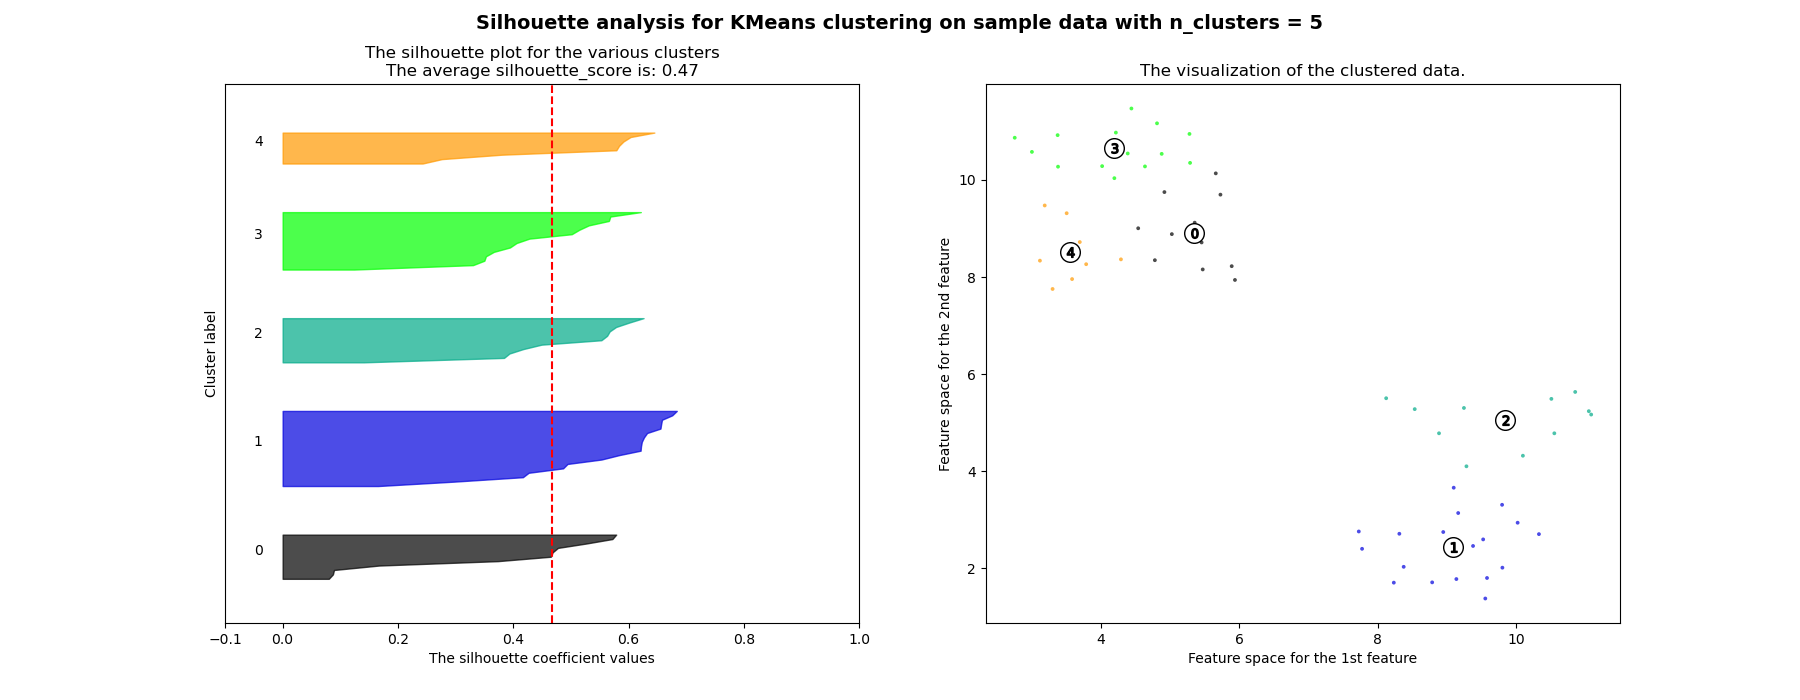 Silhouette analysis for KMeans clustering on sample data with n_clusters = 5
The silhouette plot for the various clusters
The average silhouette_score is: 0.47
Cluster label
4
3
2
1
0
−0.1 0.0 0.2 0.4 0.6 0.8 1.0
The silhouette coefficient values
The visualization of the clustered data.
Feature space for the 2nd feature
10
8
6
4
2
3
0
4
2
1
4 6 8 10
Feature space for the 1st feature